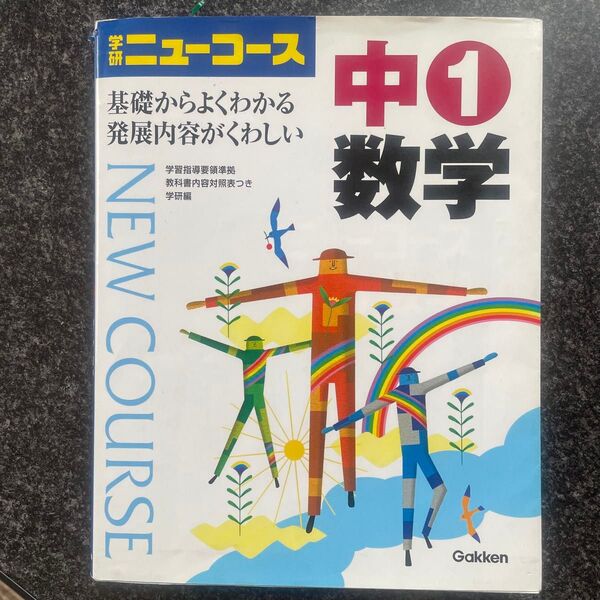 学研
ニューコース
中1
数学
基礎からよくわかる
発展内容がくわしい
学習指導要領準拠
教科書内容対照表つき
学研編
NEW COURSE
Gakken